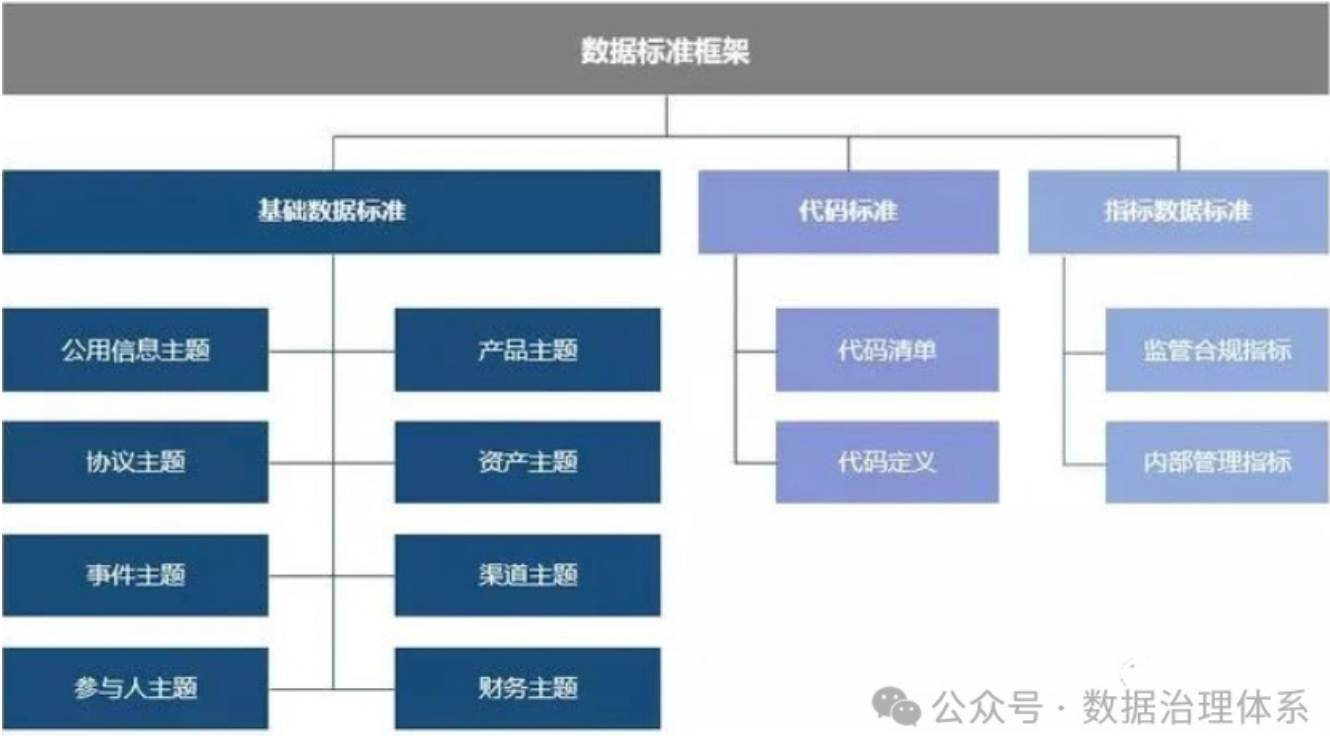 数据标准框架
基础数据标准
代码标准
指标数据标准
公用信息主题
产品主题
代码清单
监管合规指标
协议主题
资产主题
代码定义
内部管理指标
事件主题
渠道主题
参与人主题
财务主题
公众号 · 数据治理体系